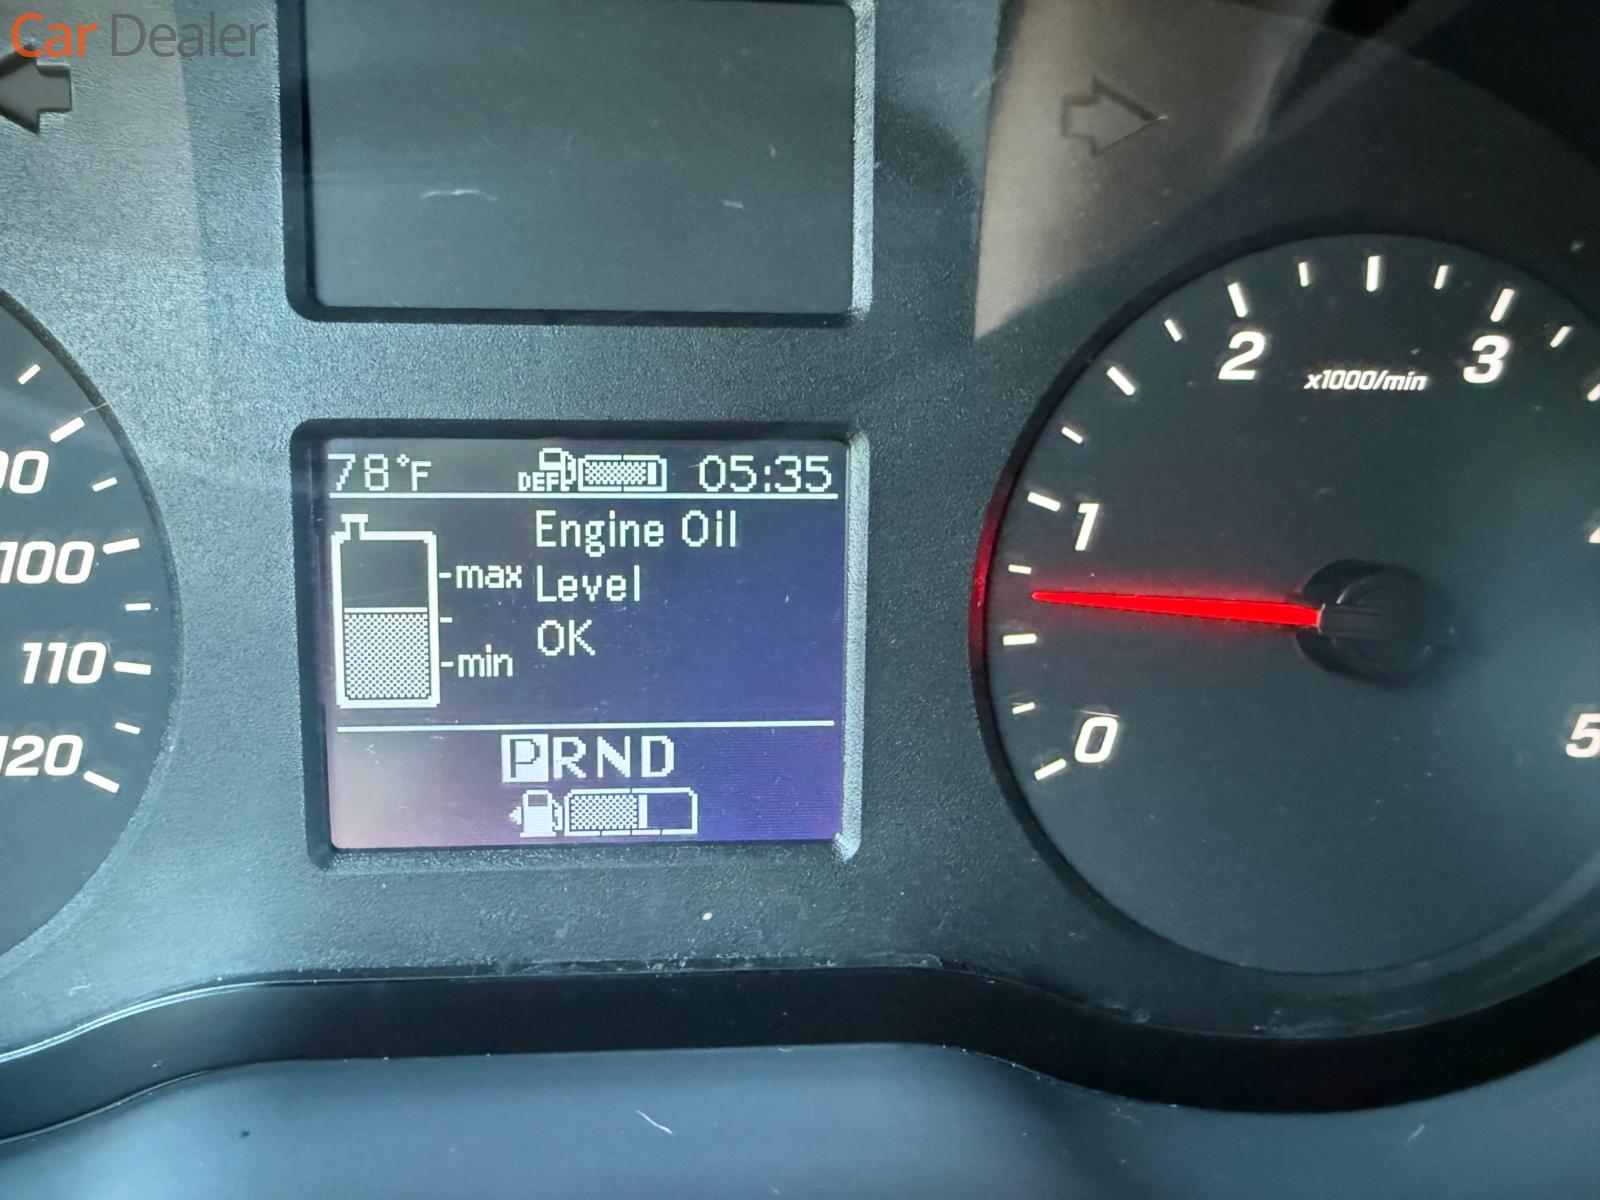 Car Dealer
2
3
x1000/min
78°F
DEF
05:35
Engine Oil
max
Level
OK
min
1
100
110
120
0
5
PRND